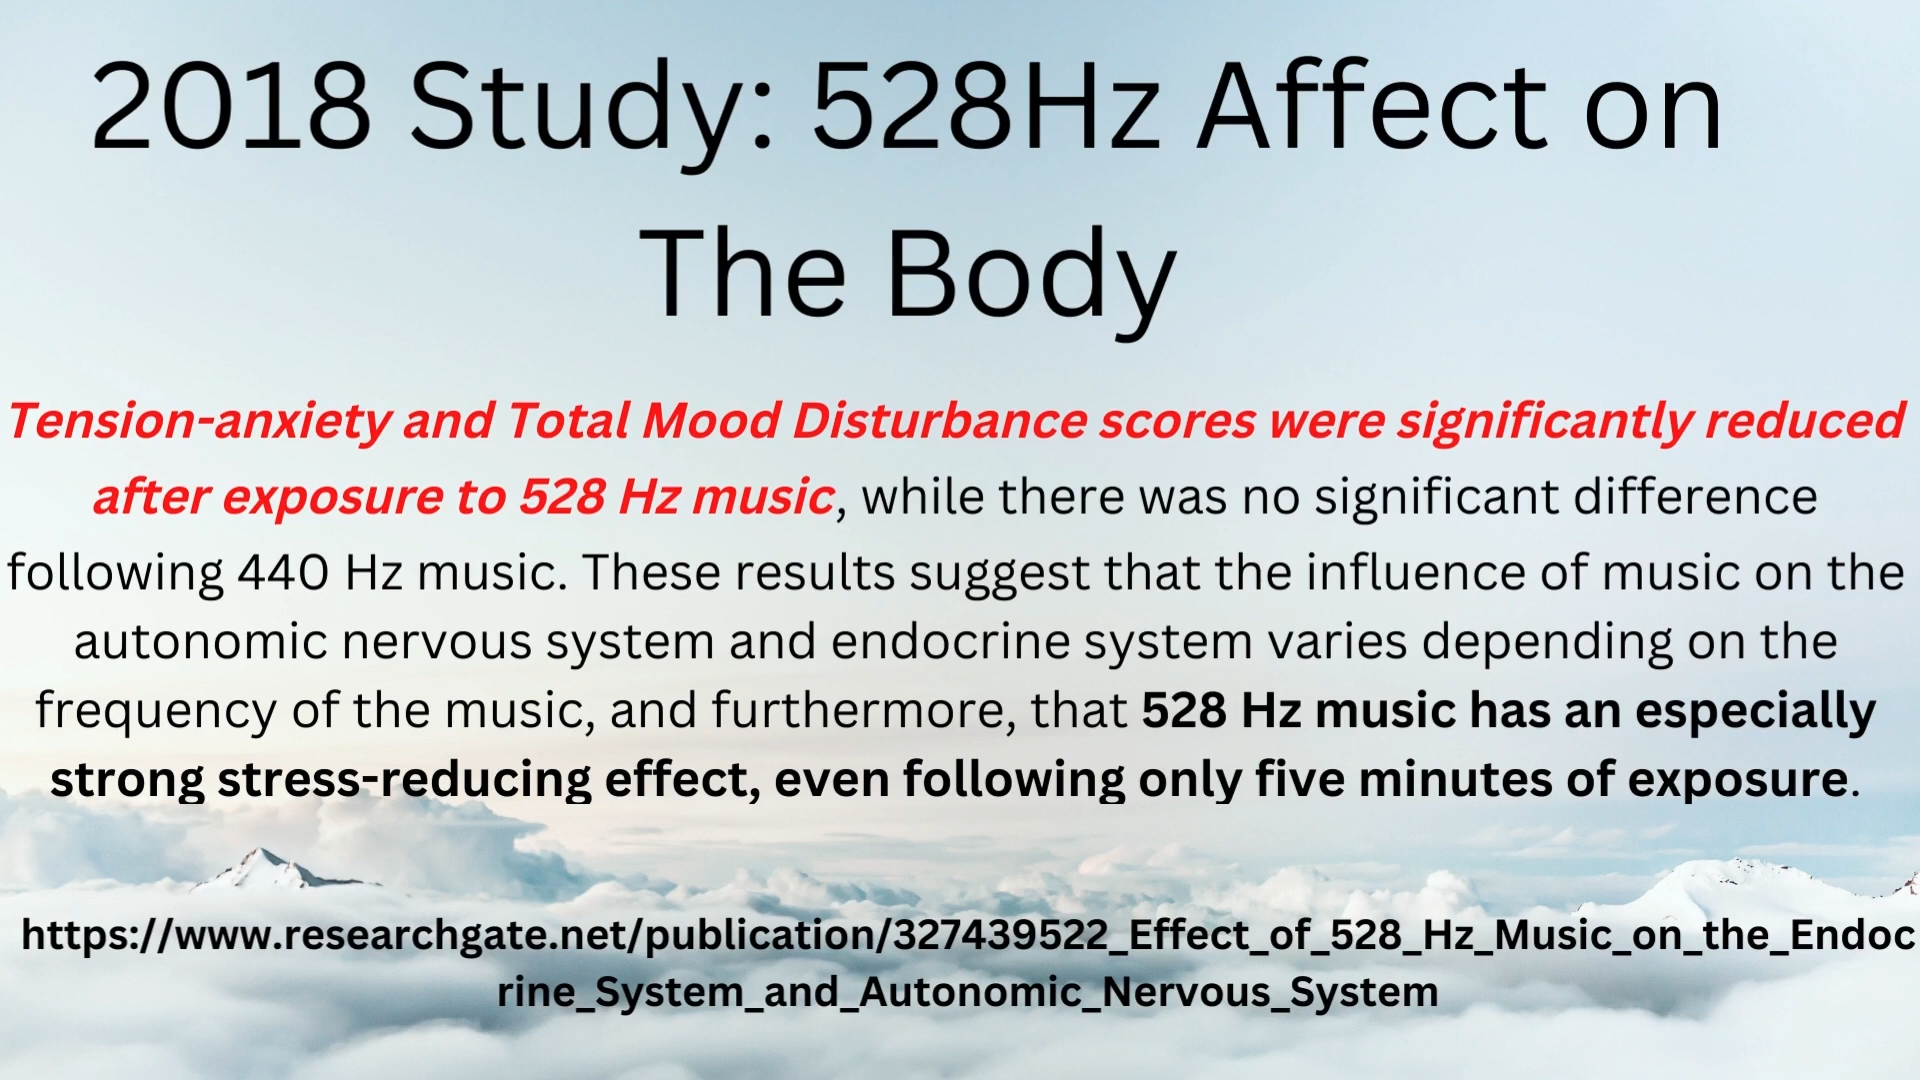 2018 Study: 528Hz Affect on
The Body
Tension-anxiety and Total Mood Disturbance scores were significantly reduced
after exposure to 528 Hz music, while there was no significant difference
following 440 Hz music. These results suggest that the influence of music on the
autonomic nervous system and endocrine system varies depending on the
frequency of the music, and furthermore, that 528 Hz music has an especially
strong stress-reducing effect, even following only five minutes of exposure.
https://www.researchgate.net/publication/327439522_Effect_of_528_Hz_Music_on_the_Endoc
rine_System_and_Autonomic_Nervous_System